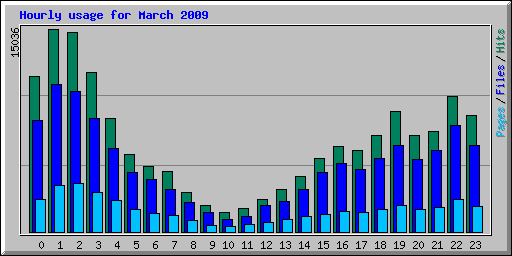 Hourly usage for March 2009
15036
Pages/Files/Hits
0 1 2 3 4 5 6 7 8 9 10 11 12 13 14 15 16 17 18 19 20 21 22 23